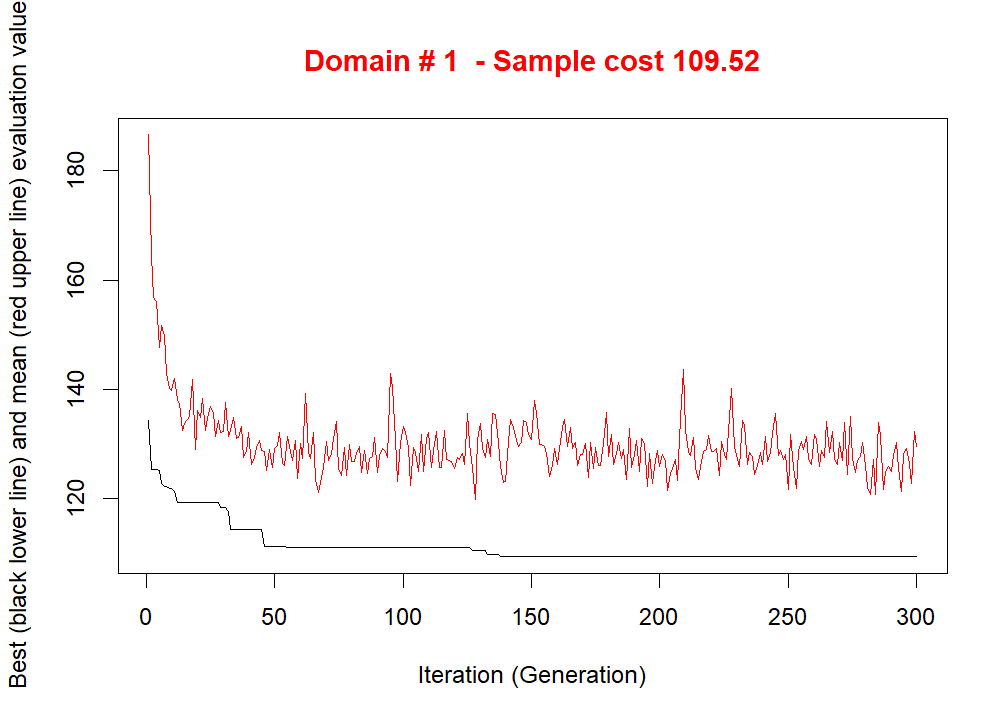 Domain # 1  - Sample cost 109.52
Best (black lower line) and mean (red upper line) evaluation value
180
160
140
120
0 50 100 150 200 250 300
Iteration (Generation)